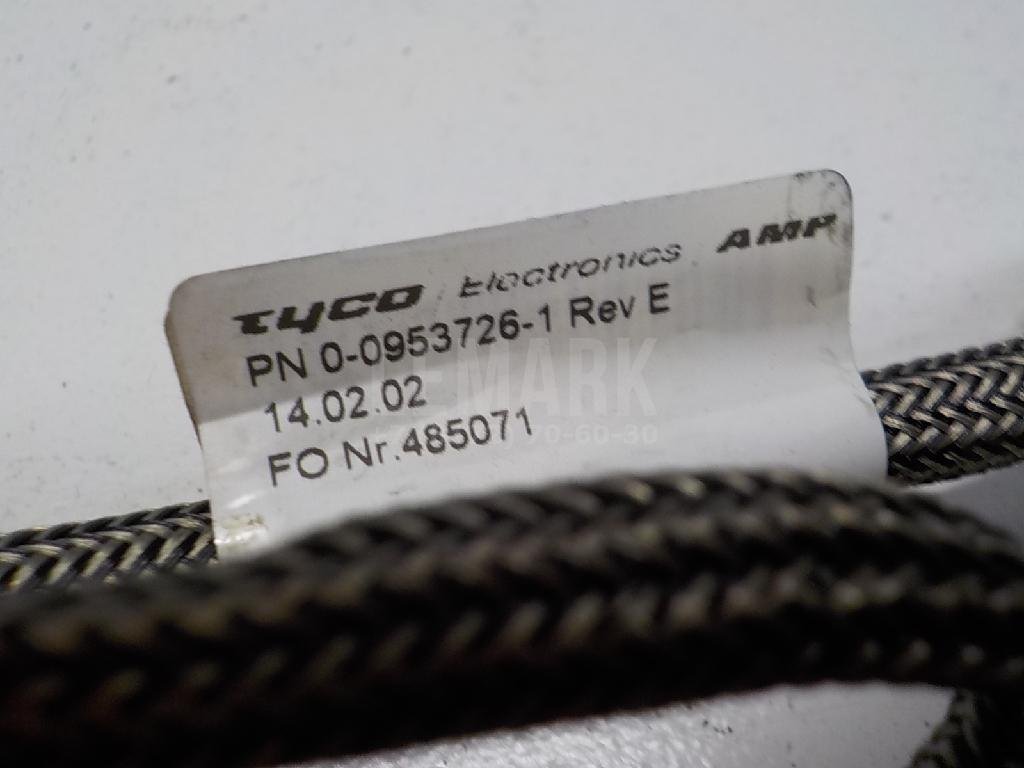 tyco / Electronics AMP
PN 0-0953726-1 Rev E
14.02.02
FO Nr.485071